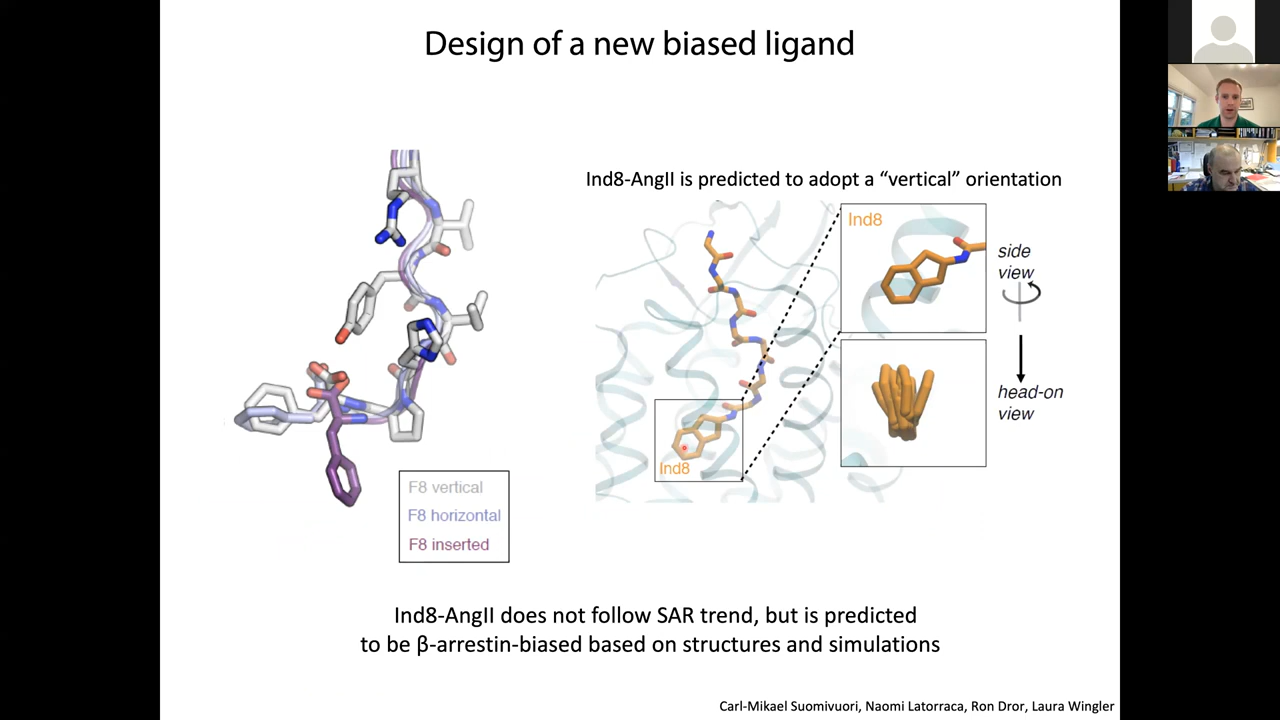 Design of a new biased ligand
Ind8-AngII is predicted to adopt a “vertical” orientation
Ind8
side
view
head-on
view
Ind8
F8 vertical
F8 horizontal
F8 inserted
Ind8-AngII does not follow SAR trend, but is predicted
to be β-arrestin-biased based on structures and simulations
Carl-Mikael Suomivuori, Naomi Latorraca, Ron Dror, Laura Wingler